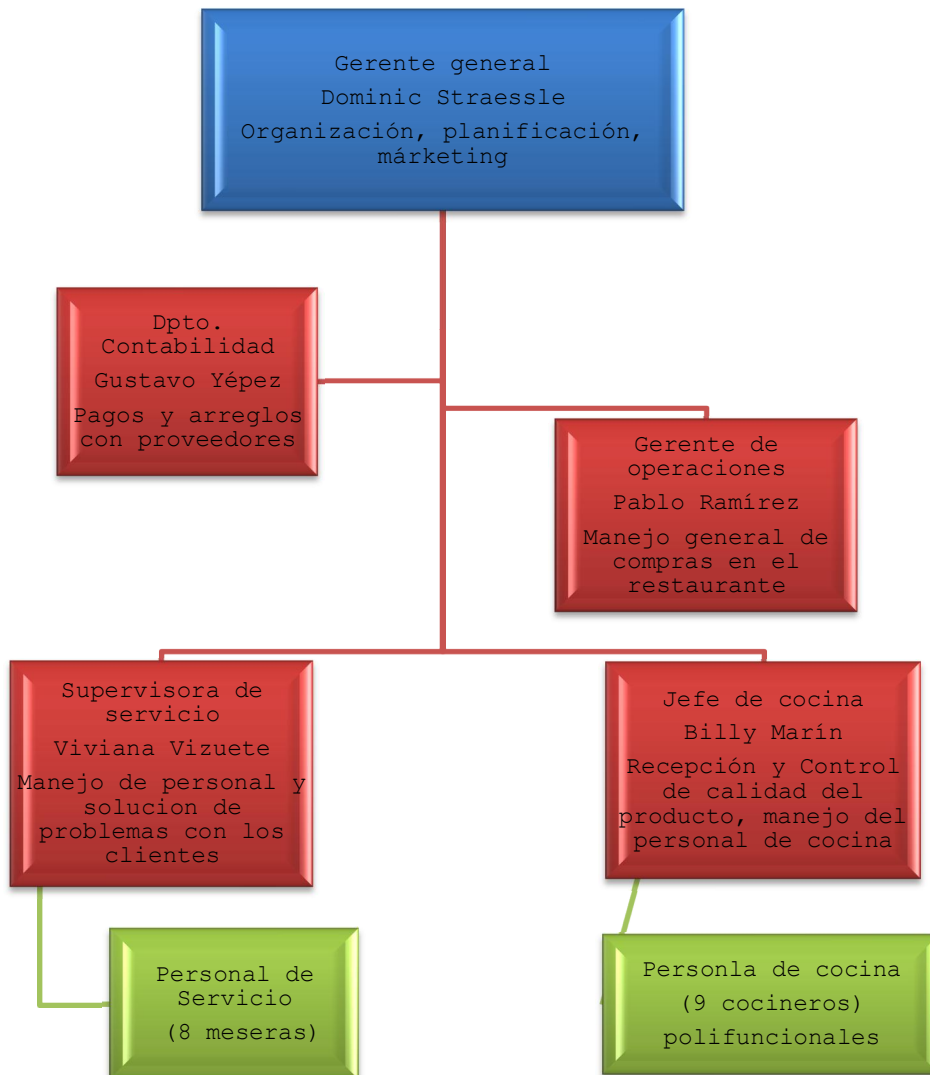 Gerente general
Dominic Straessle
Organización, planificación,
márketing
Dpto.
Contabilidad
Gustavo Yépez
Pagos y arreglos
con proveedores
Gerente de
operaciones
Pablo Ramírez
Manejo general de
compras en el
restaurante
Supervisora de
servicio
Viviana Vizuete
Manejo de personal y
solucion de
problemas con los
clientes
Jefe de cocina
Billy Marín
Recepción y Control
de calidad del
producto, manejo del
personal de cocina
Personal de
Servicio
(8 meseras)
Personla de cocina
(9 cocineros)
polifuncionales